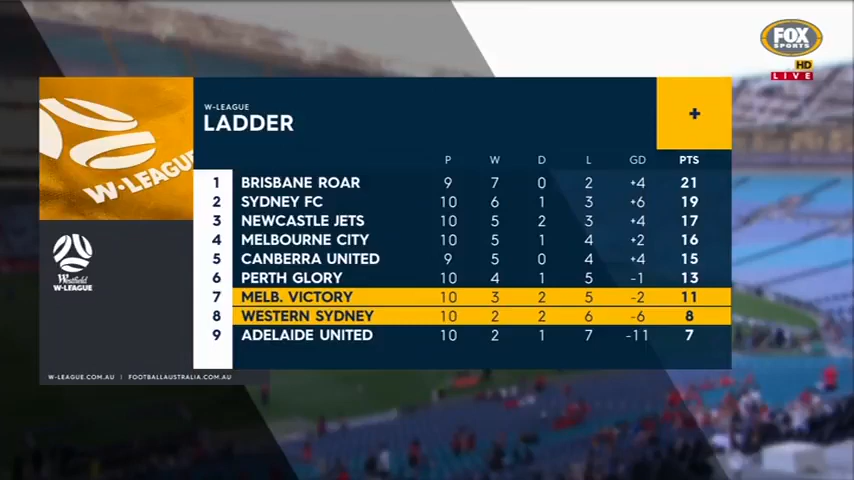 FOX
SPORTS
HD
LIVE
W-LEAGUE
W-LEAGUE
LADDER
+
P W D L GD PTS
1 BRISBANE ROAR 9 7 0 2 +4 21
2 SYDNEY FC 10 6 1 3 +6 19
3 NEWCASTLE JETS 10 5 2 3 +4 17
4 MELBOURNE CITY 10 5 1 4 +2 16
5 CANBERRA UNITED 9 5 0 4 +4 15
6 PERTH GLORY 10 4 1 5 -1 13
7 MELB. VICTORY 10 3 2 5 -2 11
8 WESTERN SYDNEY 10 2 2 6 -6 8
9 ADELAIDE UNITED 10 2 1 7 -11 7
Westfield
W-LEAGUE
W-LEAGUE.COM.AU | FOOTBALLAUSTRALIA.COM.AU